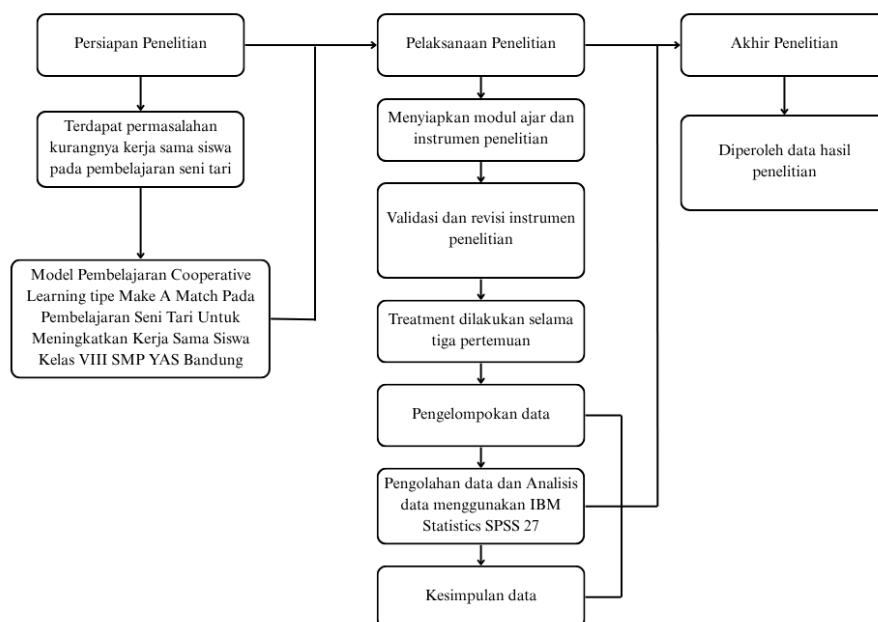 Persiapan Penelitian
Terdapat permasalahan
kurangnya kerja sama siswa
pada pembelajaran seni tari
Model Pembelajaran Cooperative
Learning tipe Make A Match Pada
Pembelajaran Seni Tari Untuk
Meningkatkan Kerja Sama Siswa
Kelas VIII SMP YAS Bandung
Pelaksanaan Penelitian
Menyiapkan modul ajar dan
instrumen penelitian
Validasi dan revisi instrumen
penelitian
Treatment dilakukan selama
tiga pertemuan
Pengelompokan data
Pengolahan data dan Analisis
data menggunakan IBM
Statistics SPSS 27
Kesimpulan data
Akhir Penelitian
Diperoleh data hasil
penelitian